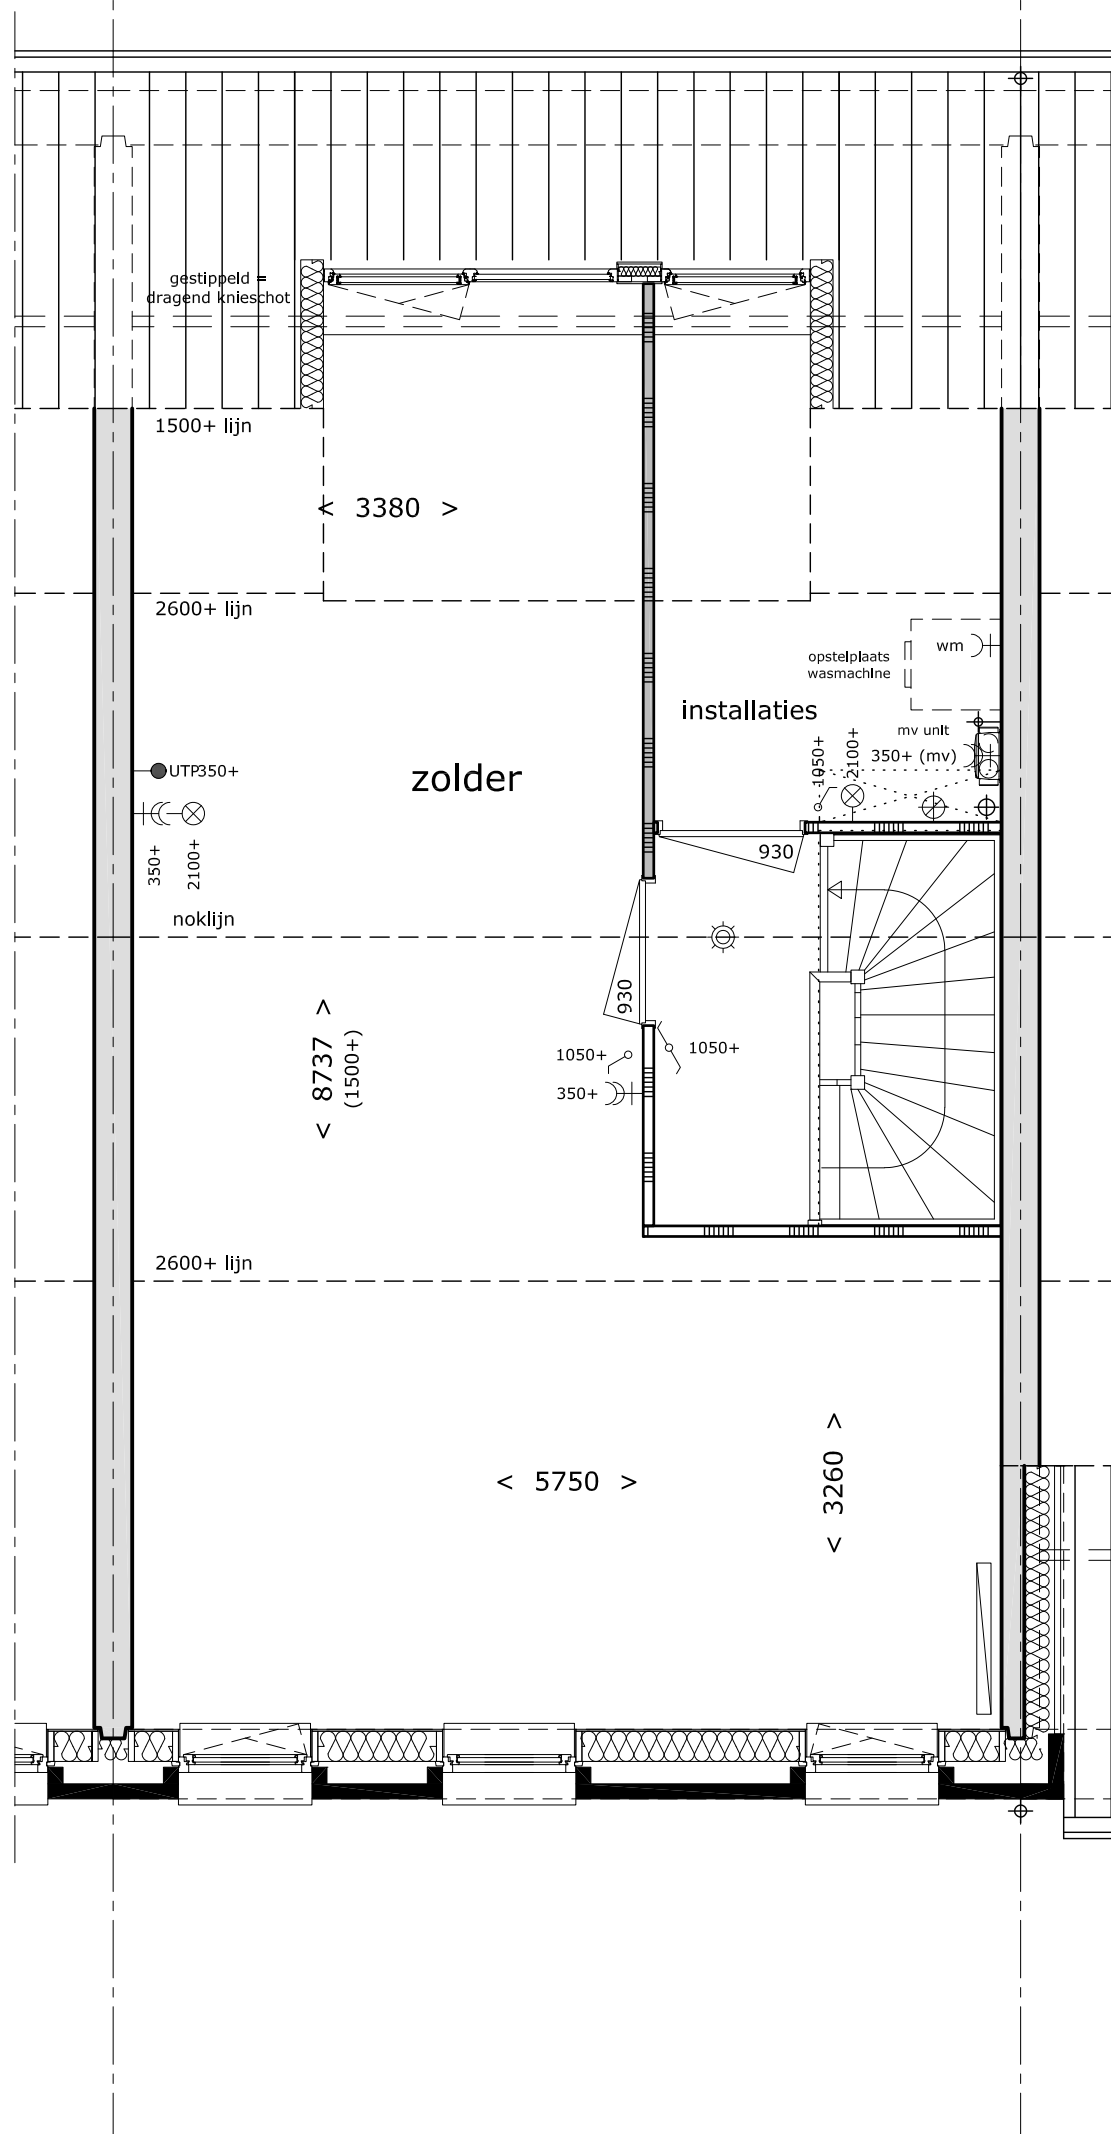 gestippeld =
dragend knieschot
1500+ lijn
< 3380 >
2600+ lijn
opstelplaats
wasmachine
wm
installaties
mv unit
350+ (mv)
1050+
2100+
zolder
UTP350+
350+
2100+
930
noklijn
930
< 8737 >
(1500+)
1050+
1050+
350+
2600+ lijn
< 5750 >
< 3260 >